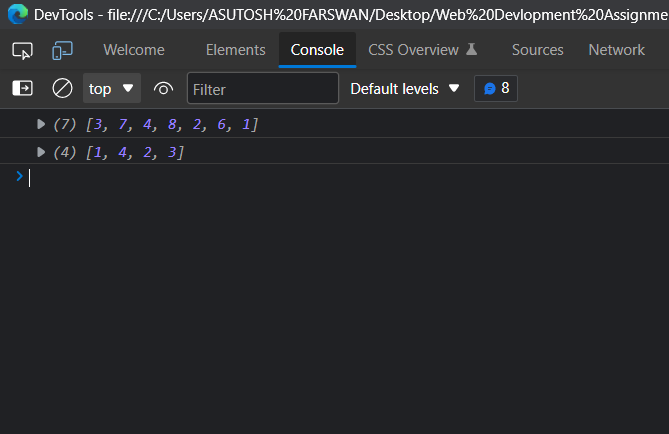 DevTools - file:///C:/Users/ASUTOSH%20FARSWAN/Desktop/Web%20Devlopment%20Assignme
Welcome Elements Console CSS Overview Sources Network
top Filter Default levels 8
(7) [3, 7, 4, 8, 2, 6, 1]
(4) [1, 4, 2, 3]